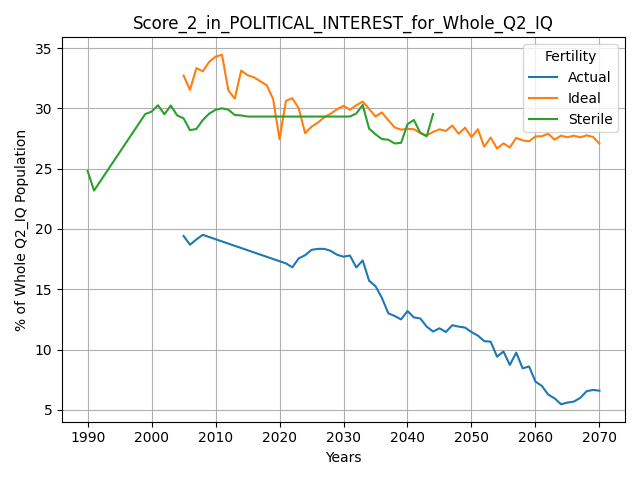 Score_2_in_POLITICAL_INTEREST_for_Whole_Q2_IQ
% of Whole Q2_IQ Population
35
30
25
20
15
10
5
Fertility
Actual
Ideal
Sterile
1990 2000 2010 2020 2030 2040 2050 2060 2070
Years